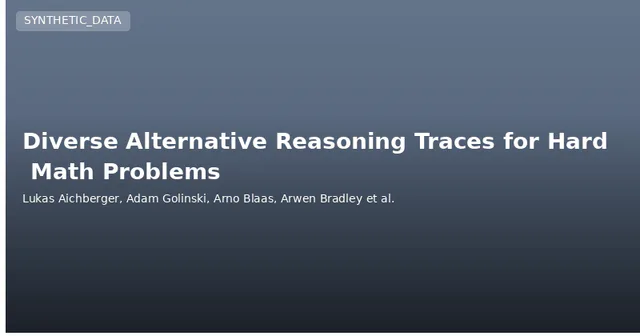 SYNTHETIC_DATA
Diverse Alternative Reasoning Traces for Hard
Math Problems
Lukas Aichberger, Adam Golinski, Arno Blaas, Arwen Bradley et al.